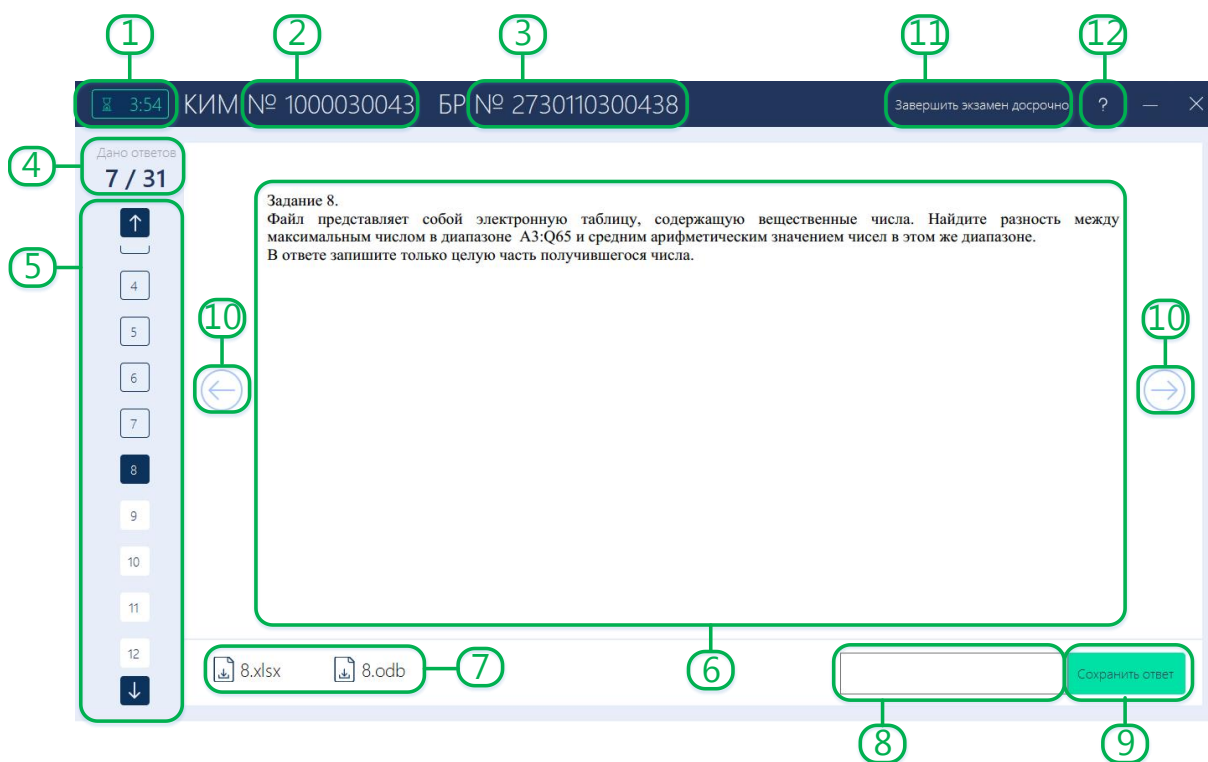 1
2
3
11
12
3:54
КИМ № 1000030043
БР № 2730110300438
Завершить экзамен досрочно
?
4
Дано ответов
7 / 31
5
4
5
6
7
8
9
10
11
12
10
10
Задание 8.
Файл представляет собой электронную таблицу, содержащую вещественные числа. Найдите разность между
максимальным числом в диапазоне A3:Q65 и средним арифметическим значением чисел в этом же диапазоне.
В ответе запишите только целую часть получившегося числа.
8.xlsx
8.odb
7
6
Сохранить ответ
8
9